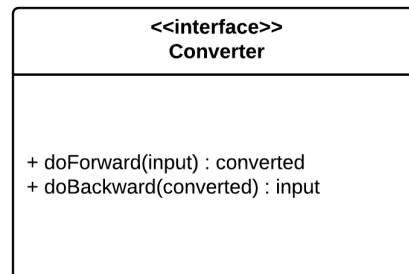 <<interface>>
Converter
+ doForward(input) : converted
+ doBackward(converted) : input